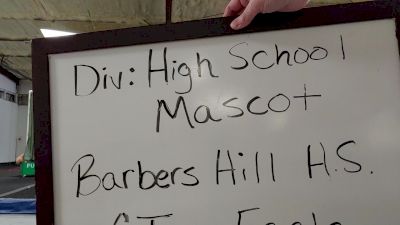 Div: High School
Mascot
Barbers Hill H.S.